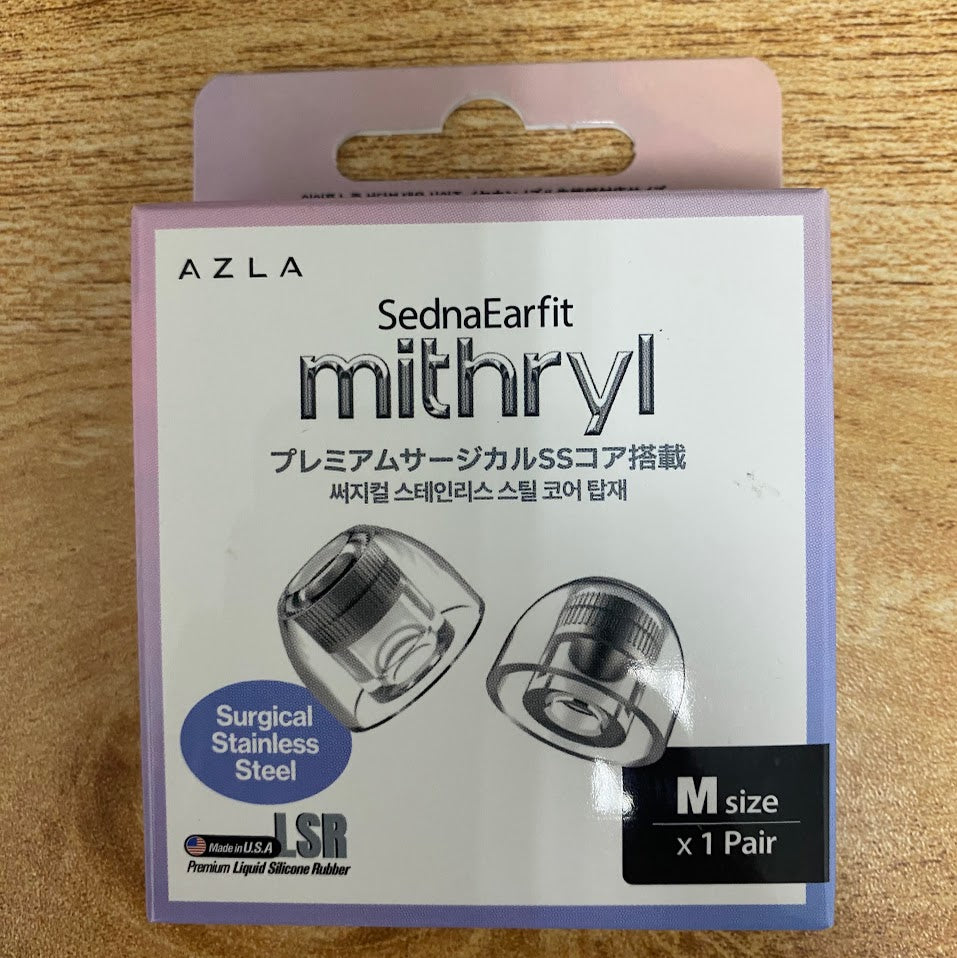 AZLA
SednaEarfit
mithryl
プレミアムサージカルSSコア搭載
써지컬 스테인리스 스틸 코어 탑재
Surgical
Stainless
Steel
M size
x 1 Pair
Made in U.S.A LSR
Premium Liquid Silicone Rubber